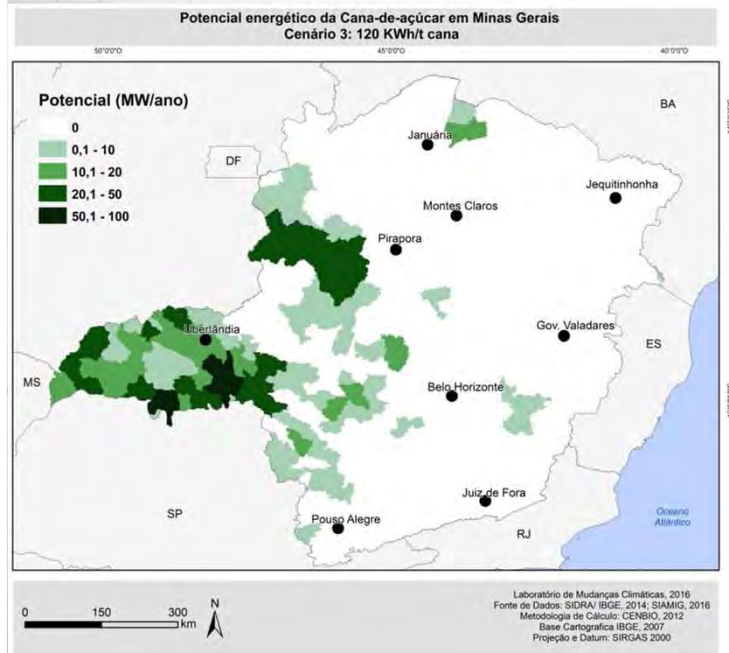 Potencial energético da Cana-de-açúcar em Minas Gerais
Cenário 3: 120 KWh/t cana
50°0'0"O
45°0'0"O
40°0'0"O
Potencial (MW/ano)
0
0,1 - 10
10,1 - 20
20,1 - 50
50,1 - 100
BA
DF
Januária
Jequitinhonha
Montes Claros
Pirapora
Uberlândia
Gov. Valadares
ES
MS
Belo Horizonte
Juiz de Fora
SP
Pouso Alegre
RJ
Oceano
Atlântico
0 150 300
km
N
Laboratório de Mudanças Climáticas, 2016
Fonte de Dados: SIDRA/ IBGE, 2014; SIAMIG, 2016
Metodologia de Cálculo: CENBIO, 2012
Base Cartografica IBGE, 2007
Projeção e Datum: SIRGAS 2000